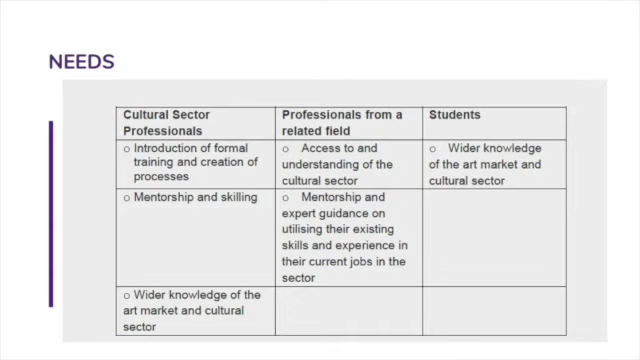 NEEDS
Cultural Sector
Professionals
Professionals from a
related field
Students
o Introduction of formal
training and creation of
processes
o Access to and
understanding of the
cultural sector
o Wider knowledge
of the art market and
cultural sector
o Mentorship and skilling
o Mentorship and
expert guidance on
utilising their existing
skills and experience in
their current jobs in the
sector
o Wider knowledge of the
art market and cultural
sector